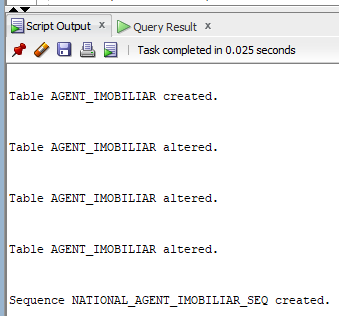 Script Output x Query Result x
Task completed in 0.025 seconds
Table AGENT_IMOBILIAR created.
Table AGENT_IMOBILIAR altered.
Table AGENT_IMOBILIAR altered.
Table AGENT_IMOBILIAR altered.
Sequence NATIONAL_AGENT_IMOBILIAR_SEQ created.